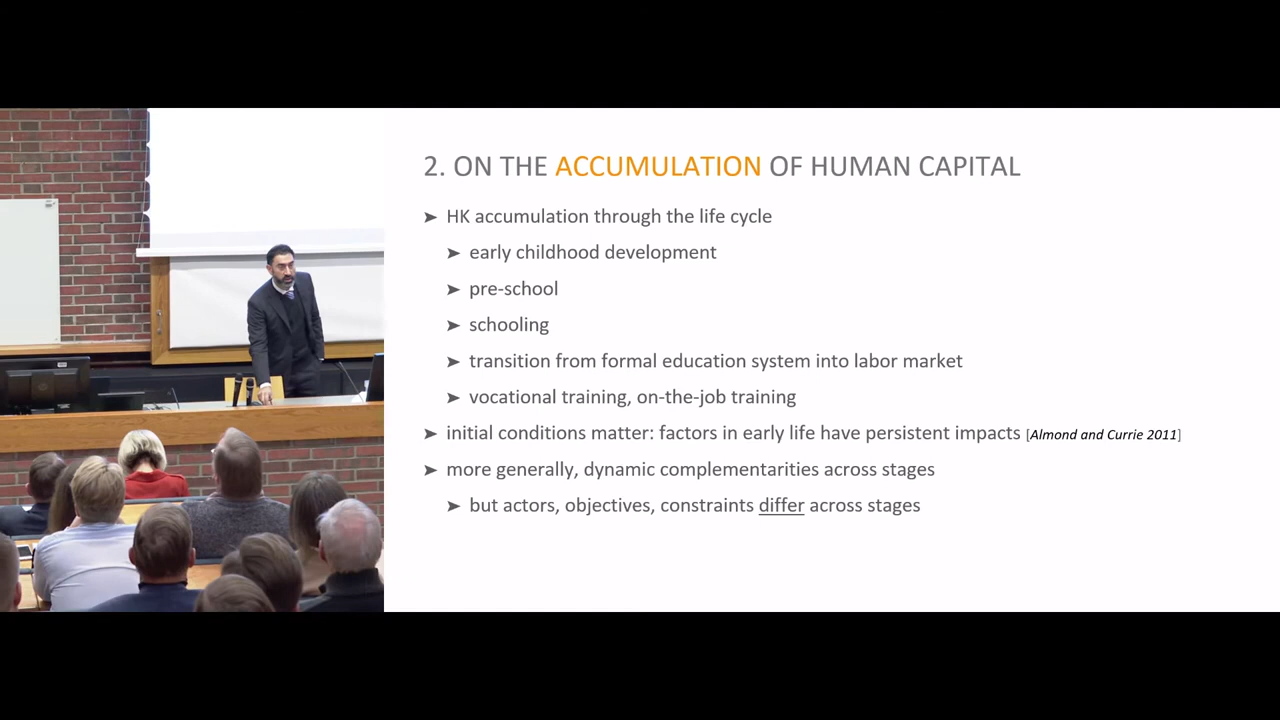 2. ON THE ACCUMULATION OF HUMAN CAPITAL
➤ HK accumulation through the life cycle
➤ early childhood development
➤ pre-school
➤ schooling
➤ transition from formal education system into labor market
➤ vocational training, on-the-job training
➤ initial conditions matter: factors in early life have persistent impacts [Almond and Currie 2011]
➤ more generally, dynamic complementarities across stages
➤ but actors, objectives, constraints differ across stages